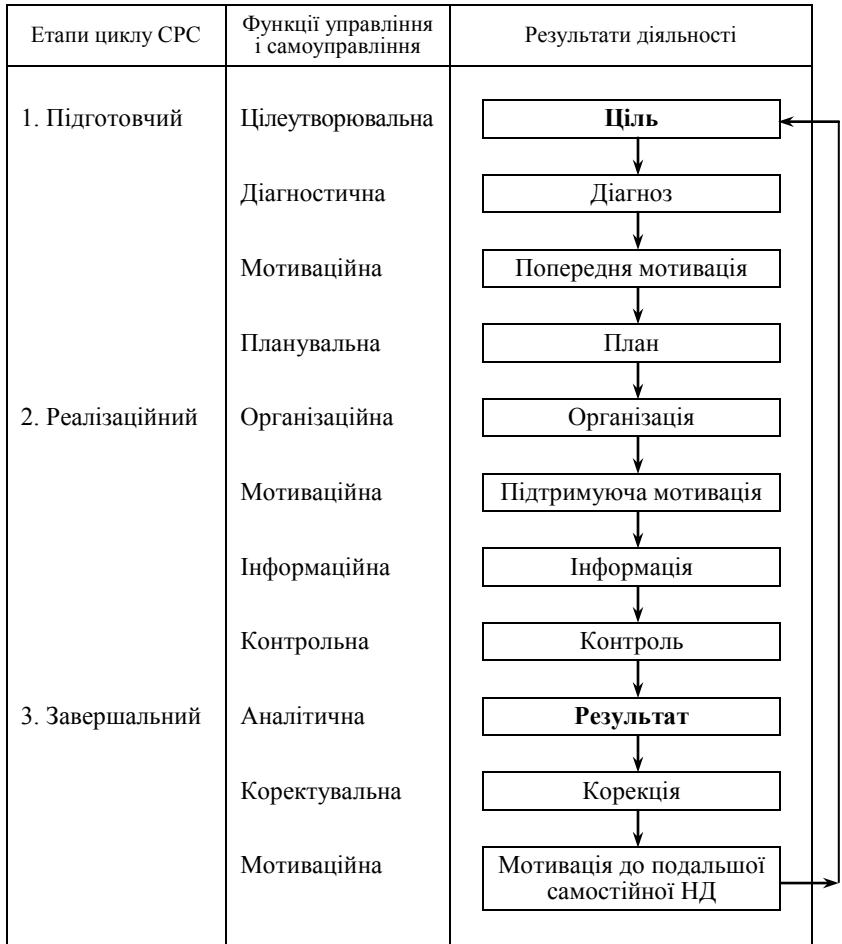 Етапи циклу СРС
Функції управління
і самоуправління
Результати діяльності
1. Підготовчий
Цілеутворювальна
Ціль
Діагностична
Діагноз
Мотиваційна
Попередня мотивація
Планувальна
План
2. Реалізаційний
Організаційна
Організація
Мотиваційна
Підтримуюча мотивація
Інформаційна
Інформація
Контрольна
Контроль
3. Завершальний
Аналітична
Результат
Коректувальна
Корекція
Мотиваційна
Мотивація до подальшої
самостійної НД